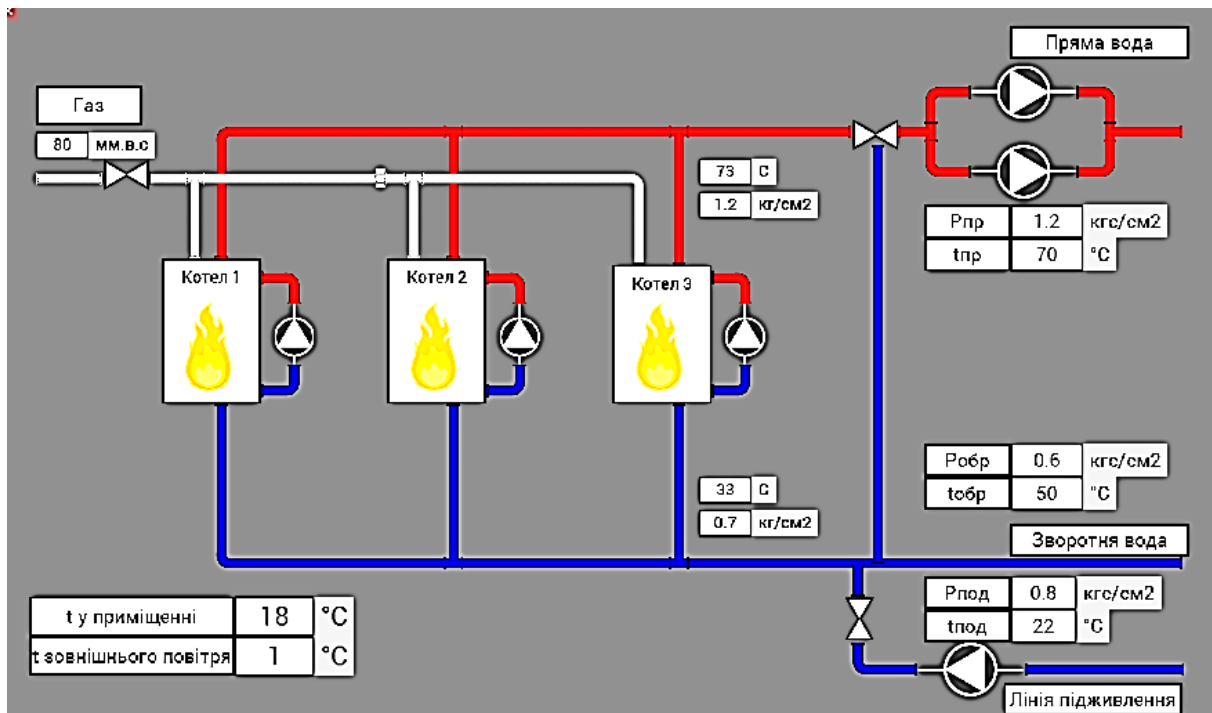 Пряма вода
Газ
80 мм.в.с
73 С
1.2 кг/см2
Рпр 1.2 кгс/см2
tпр 70 °С
Котел 1
Котел 2
Котел 3
Робр 0.6 кгс/см2
tобр 50 °С
33 С
0.7 кг/см2
Зворотня вода
Рпод 0.8 кгс/см2
tпод 22 °С
t у приміщенні 18 °С
t зовнішнього повітря 1 °С
Лінія підживлення